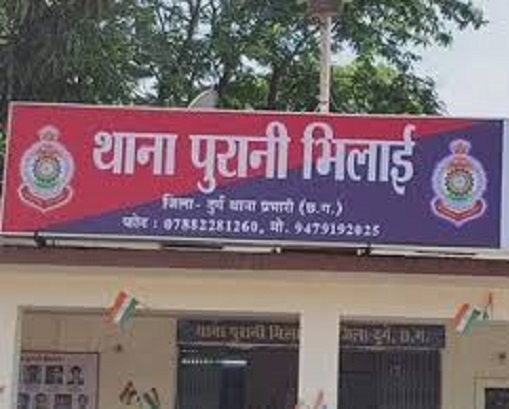 थाना पुरानी भिलाई
जिला- दुर्ग थाना प्रभारी (छ.ग.)
फोन : 07882281260, मो. 9479192025
थाना पुरानी भिला जिला-दुर्ग, छ.ग.